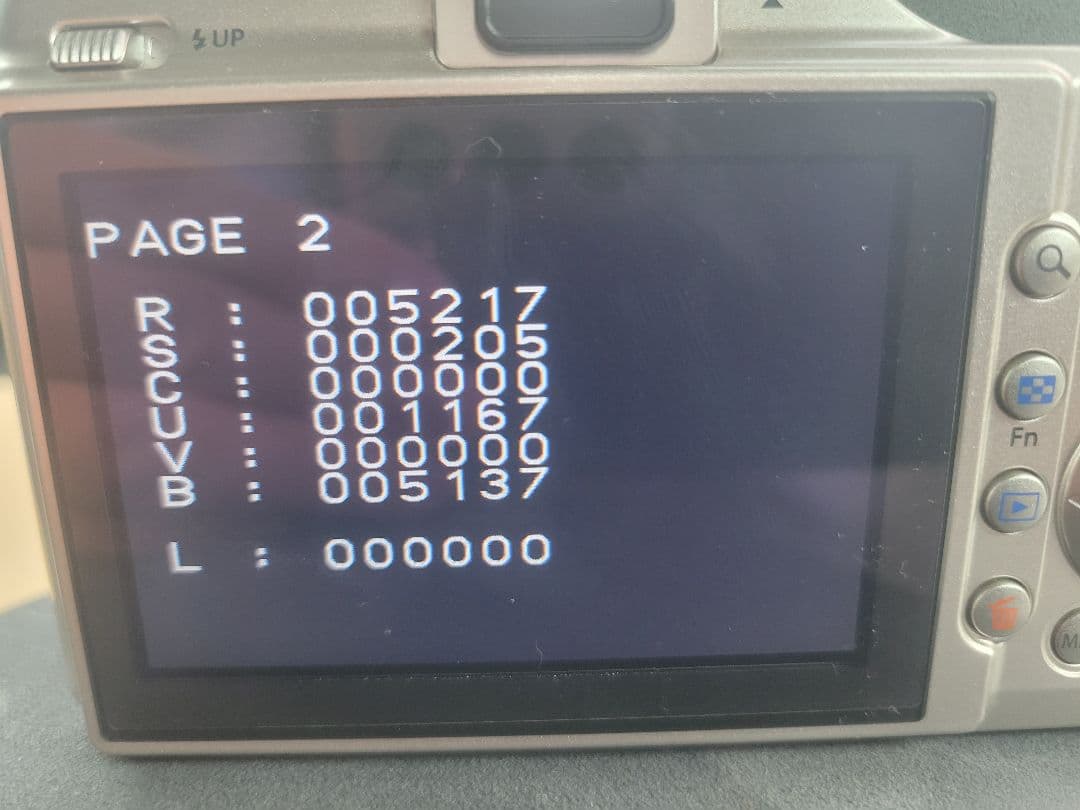 UP
PAGE 2
R : 005217
S : 000205
C : 000000
U : 001167
V : 000000
B : 005137
L : 000000
Fn
M